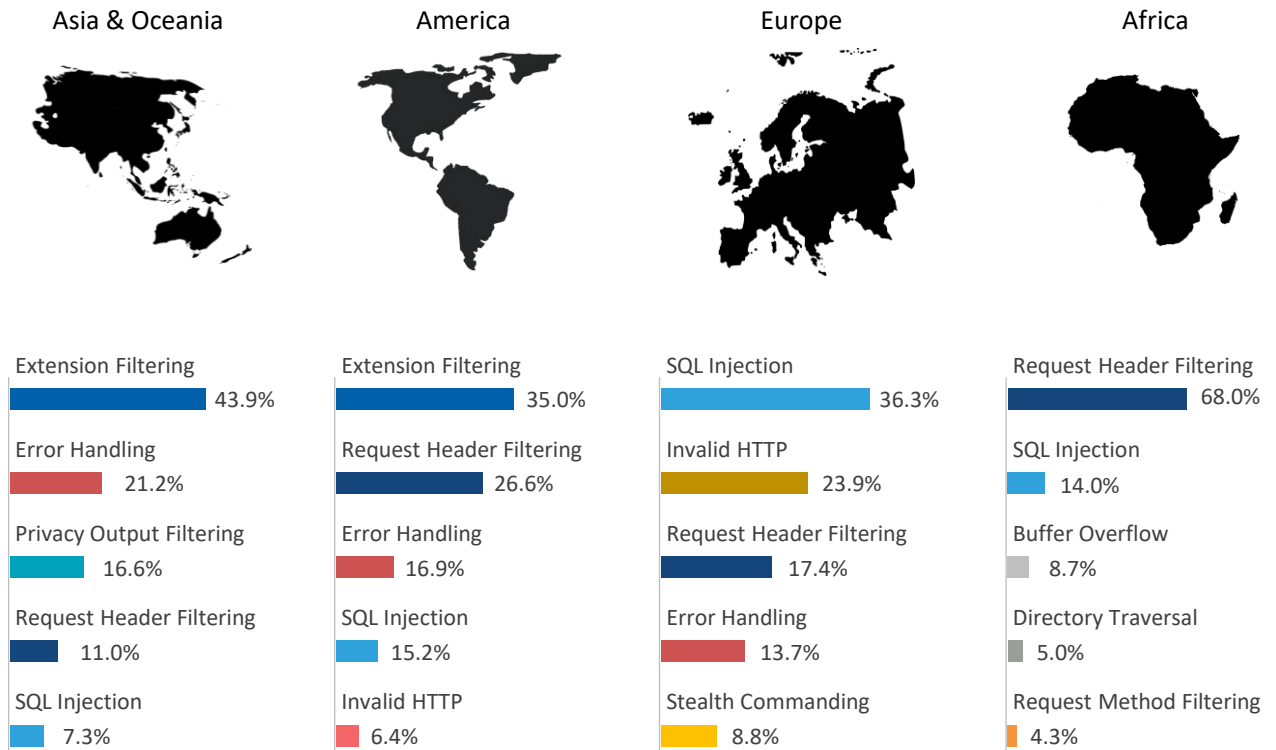 Asia & Oceania
America
Europe
Africa
Extension Filtering
43.9%
Error Handling
21.2%
Privacy Output Filtering
16.6%
Request Header Filtering
11.0%
SQL Injection
7.3%
Extension Filtering
35.0%
Request Header Filtering
26.6%
Error Handling
16.9%
SQL Injection
15.2%
Invalid HTTP
6.4%
SQL Injection
36.3%
Invalid HTTP
23.9%
Request Header Filtering
17.4%
Error Handling
13.7%
Stealth Commanding
8.8%
Request Header Filtering
68.0%
SQL Injection
14.0%
Buffer Overflow
8.7%
Directory Traversal
5.0%
Request Method Filtering
4.3%